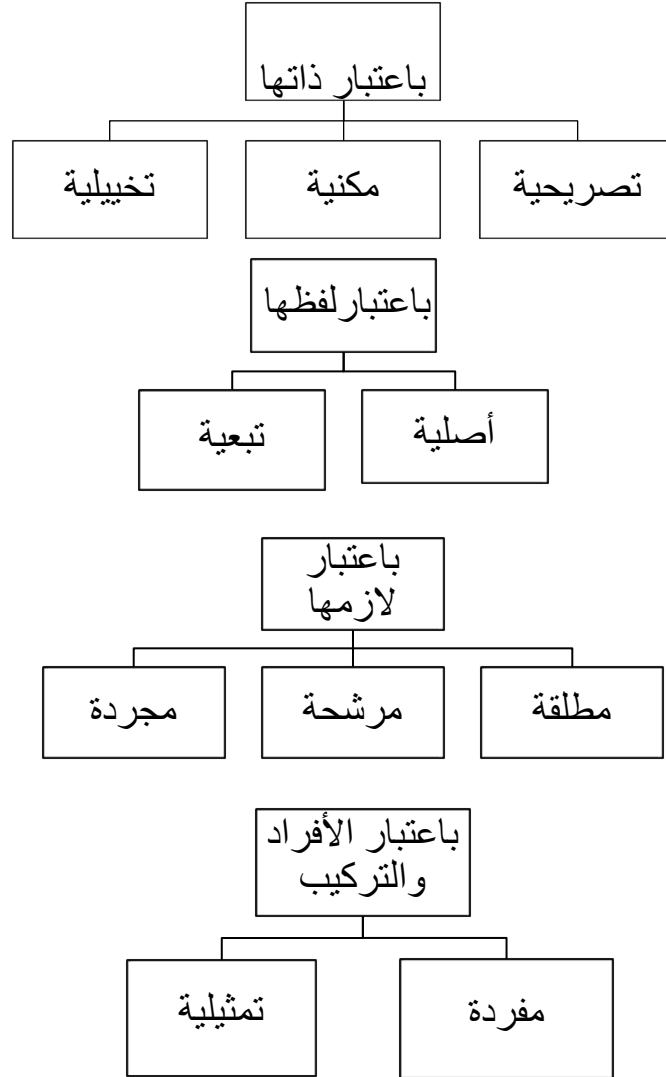 باعتبار ذاتها
تصريحية
مكنية
تخييلية
باعتبارلفظها
أصلية
تبعية
باعتبار
لازمها
مطلقة
مرشحة
مجردة
باعتبار الأفراد
والتركيب
مفردة
تمثيلية